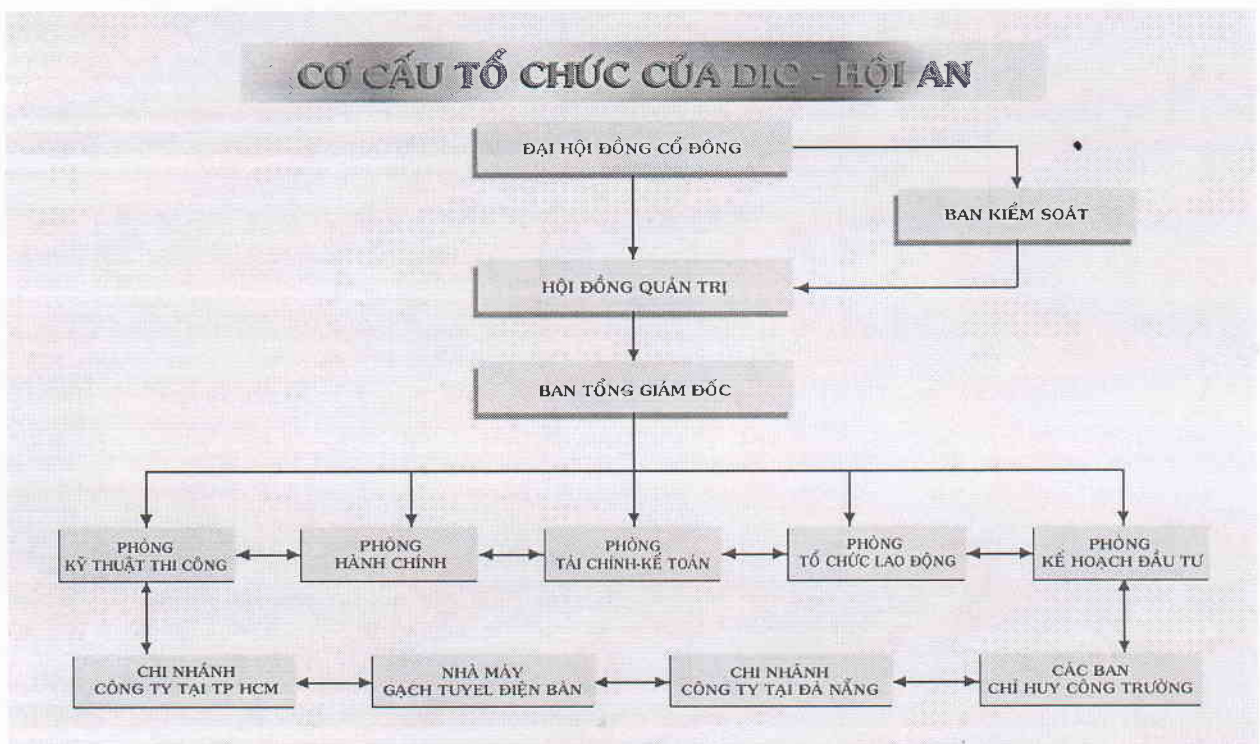 CƠ CẤU TỔ CHỨC CỦA DIC - HỘI AN
ĐẠI HỘI ĐỒNG CỔ ĐÔNG
BAN KIỂM SOÁT
HỘI ĐỒNG QUẢN TRỊ
BAN TỔNG GIÁM ĐỐC
PHÒNG
KỸ THUẬT THI CÔNG
PHÒNG
HÀNH CHÍNH
PHÒNG
TÀI CHÍNH-KẾ TOÁN
PHÒNG
TỔ CHỨC LAO ĐỘNG
PHÒNG
KẾ HOẠCH ĐẦU TƯ
CHI NHÁNH
CÔNG TY TẠI TP HCM
NHÀ MÁY
GẠCH TUYEL ĐIỆN BÀN
CHI NHÁNH
CÔNG TY TẠI ĐÀ NẴNG
CÁC BAN
CHỈ HUY CÔNG TRƯỜNG